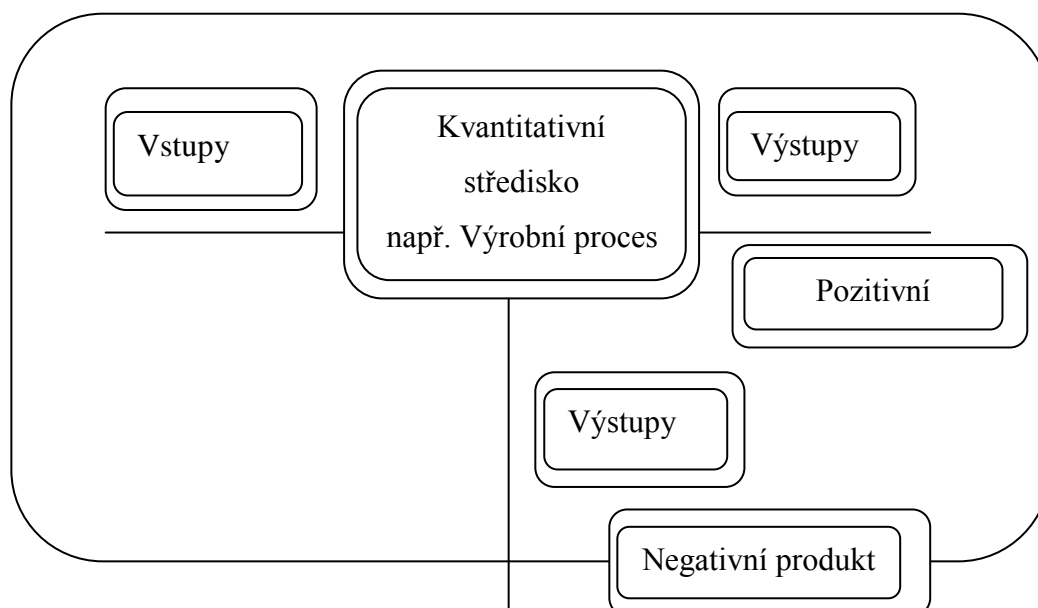 Vstupy
Kvantitativní
středisko
např. Výrobní proces
Výstupy
Pozitivní
Výstupy
Negativní produkt